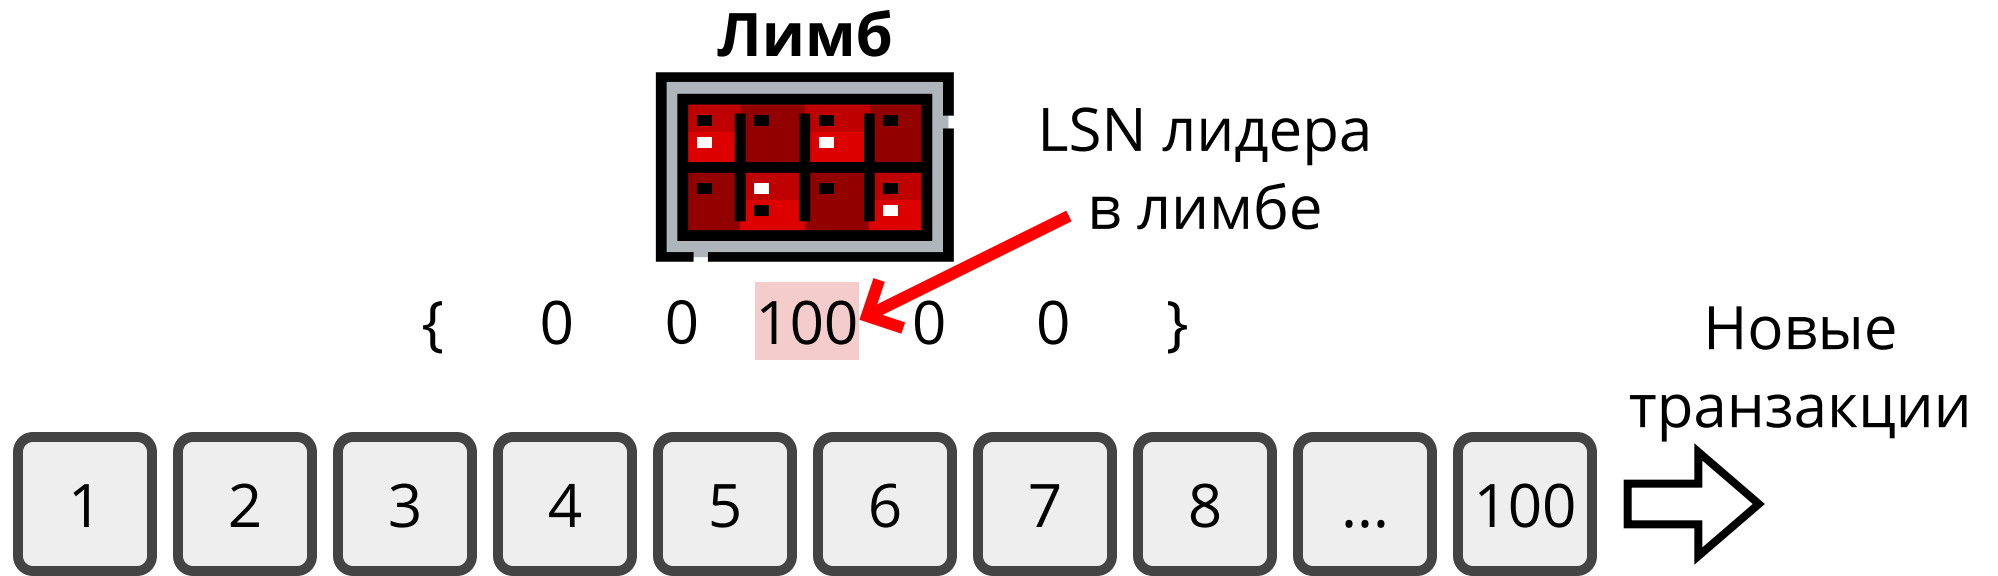 Лимб
LSN лидера
в лимбе
{ 0 0 100 0 0 }
Новые
транзакции
1 2 3 4 5 6 7 8 ... 100